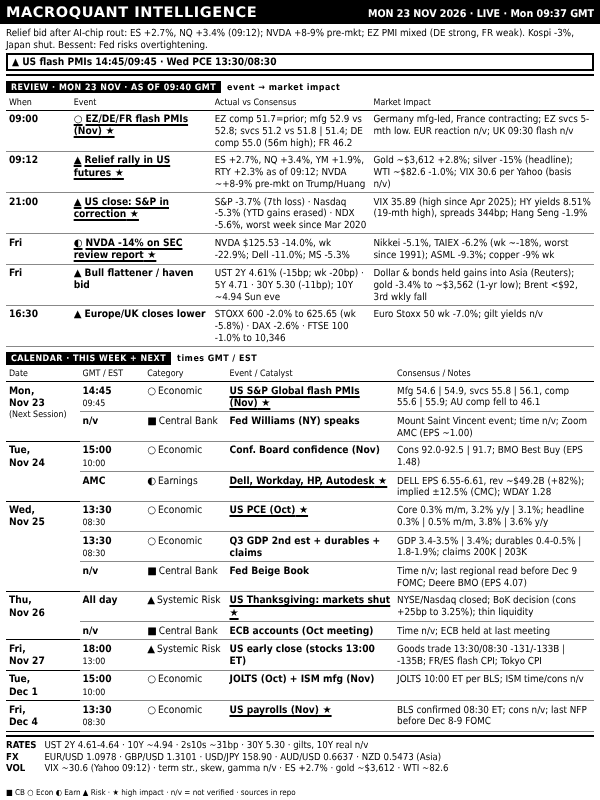 MACROQUANT INTELLIGENCE MON 23 NOV 2026 · LIVE · Mon 09:37 GMT
Relief bid after AI-chip rout: ES +2.7%, NQ +3.4% (09:12); NVDA +8-9% pre-mkt; EZ PMI mixed (DE strong, FR weak). Kospi -3%,
Japan shut. Bessent: Fed risks overtightening.
▲ US flash PMIs 14:45/09:45 · Wed PCE 13:30/08:30
REVIEW · MON 23 NOV · AS OF 09:40 GMT event → market impact
When Event Actual vs Consensus Market Impact
09:00 ○ EZ/DE/FR flash PMIs EZ comp 51.7=prior; mfg 52.9 vs Germany mfg-led, France contracting; EZ svcs 5-
(Nov) ★ 52.8; svcs 51.2 vs 51.8 | 51.4; DE mth low. EUR reaction n/v; UK 09:30 flash n/v
comp 55.0 (56m high); FR 46.2
09:12 ▲ Relief rally in US ES +2.7%, NQ +3.4%, YM +1.9%, Gold ~$3,612 +2.8%; silver -15% (headline);
futures ★ RTY +2.3% as of 09:12; NVDA WTI ~$82.6 -1.0%; VIX 30.6 per Yahoo (basis
~+8-9% pre-mkt on Trump/Huang n/v)
21:00 ▲ US close: S&P in S&P -3.7% (7th loss) · Nasdaq VIX 35.89 (high since Apr 2025); HY yields 8.51%
correction ★ -5.3% (YTD gains erased) · NDX (19-mth high), spreads 344bp; Hang Seng -1.9%
-5.6%, worst week since Mar 2020
Fri ◐ NVDA -14% on SEC NVDA $125.53 -14.0%, wk Nikkei -5.1%, TAIEX -6.2% (wk ~-18%, worst
review report ★ -22.9%; Dell -11.0%; MS -5.3% since 1991); ASML -9.3%; copper -9% wk
Fri ▲ Bull flattener / haven UST 2Y 4.61% (-15bp; wk -20bp) · Dollar & bonds held gains into Asia (Reuters);
bid 5Y 4.71 · 30Y 5.30 (-11bp); 10Y gold -3.4% to ~$3,562 (1-yr low); Brent <$92,
~4.94 Sun eve 3rd wkly fall
16:30 ▲ Europe/UK closes lower STOXX 600 -2.0% to 625.65 (wk Euro Stoxx 50 wk -7.0%; gilt yields n/v
-5.8%) · DAX -2.6% · FTSE 100
-1.0% to 10,346
CALENDAR · THIS WEEK + NEXT times GMT / EST
Date GMT / EST Category Event / Catalyst Consensus / Notes
Mon, 14:45 ○ Economic US S&P Global flash PMIs Mfg 54.6 | 54.9, svcs 55.8 | 56.1, comp
Nov 23 09:45 (Nov) ★ 55.6 | 55.9; AU comp fell to 46.1
(Next Session)
n/v ■ Central Bank Fed Williams (NY) speaks Mount Saint Vincent event; time n/v; Zoom
AMC (EPS ~1.00)
Tue, 15:00 ○ Economic Conf. Board confidence (Nov) Cons 92.0-92.5 | 91.7; BMO Best Buy (EPS
Nov 24 10:00 1.48)
AMC ◐ Earnings Dell, Workday, HP, Autodesk ★ DELL EPS 6.55-6.61, rev ~$49.2B (+82%);
implied ±12.5% (CMC); WDAY 1.28
Wed, 13:30 ○ Economic US PCE (Oct) ★ Core 0.3% m/m, 3.2% y/y | 3.1%; headline
Nov 25 08:30 0.3% | 0.5% m/m, 3.8% | 3.6% y/y
13:30 ○ Economic Q3 GDP 2nd est + durables + GDP 3.4-3.5% | 3.4%; durables 0.4-0.5% |
08:30 claims 1.8-1.9%; claims 200K | 203K
n/v ■ Central Bank Fed Beige Book Time n/v; last regional read before Dec 9
FOMC; Deere BMO (EPS 4.07)
Thu, All day ▲ Systemic Risk US Thanksgiving: markets shut NYSE/Nasdaq closed; BoK decision (cons
Nov 26 ★ +25bp to 3.25%); thin liquidity
n/v ■ Central Bank ECB accounts (Oct meeting) Time n/v; ECB held at last meeting
Fri, 18:00 ▲ Systemic Risk US early close (stocks 13:00 Goods trade 13:30/08:30 -131/-133B |
Nov 27 13:00 ET) -135B; FR/ES flash CPI; Tokyo CPI
Tue, 15:00 ○ Economic JOLTS (Oct) + ISM mfg (Nov) JOLTS 10:00 ET per BLS; ISM time/cons n/v
Dec 1 10:00
Fri, 13:30 ○ Economic US payrolls (Nov) ★ BLS confirmed 08:30 ET; cons n/v; last NFP
Dec 4 08:30 before Dec 8-9 FOMC
RATES UST 2Y 4.61-4.64 · 10Y ~4.94 · 2s10s ~31bp · 30Y 5.30 · gilts, 10Y real n/v
FX EUR/USD 1.0978 · GBP/USD 1.3101 · USD/JPY 158.90 · AUD/USD 0.6637 · NZD 0.5473 (Asia)
VOL VIX ~30.6 (Yahoo 09:12) · term str., skew, gamma n/v · ES +2.7% · gold ~$3,612 · WTI ~$82.6
■ CB ○ Econ ◐ Earn ▲ Risk · ★ high impact · n/v = not verified · sources in repo